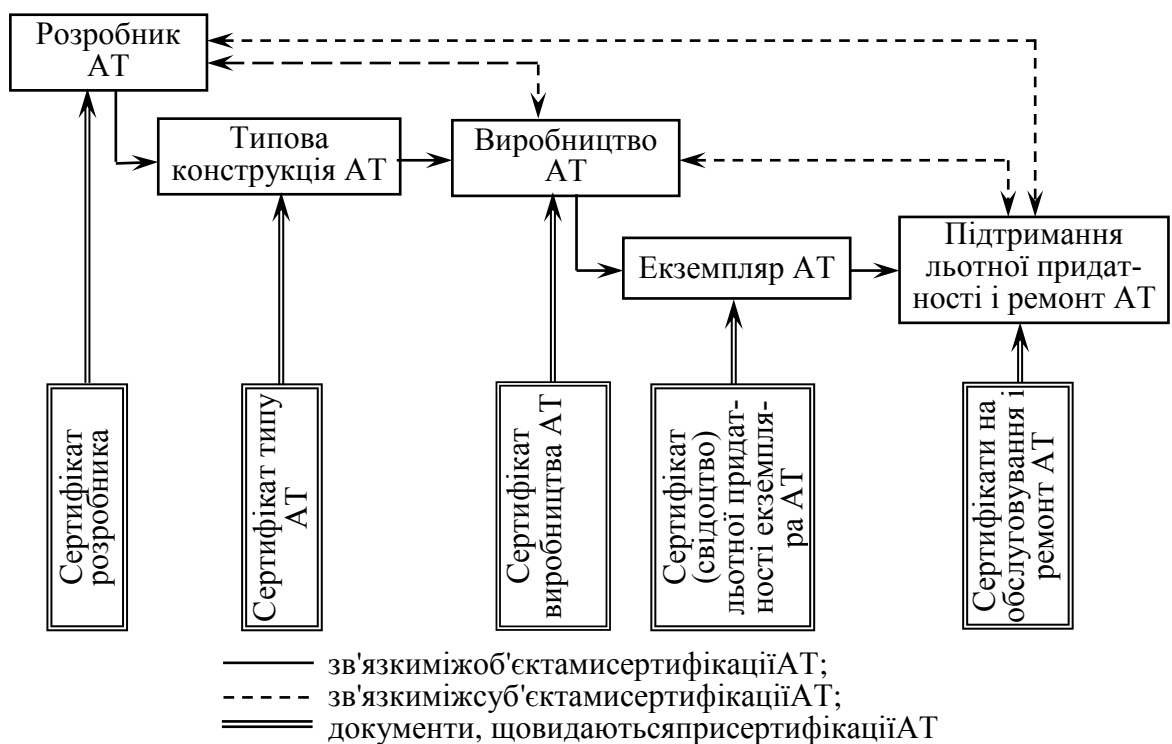 Розробник
АТ
Типова
конструкція АТ
Виробництво
АТ
Екземпляр АТ
Підтримання
льотної придат-
ності і ремонт АТ
Сертифікат
розробника
Сертифікат типу
АТ
Сертифікат
виробництва АТ
Сертифікат
(свідоцтво)
льотної придат-
ності екземпля-
ра АТ
Сертифікати на
обслуговування і
ремонт АТ
зв'язкиміжоб'єктамисертифікаціїАТ;
зв'язкиміжсуб'єктамисертифікаціїАТ;
документи, щовидаютьсяприсертифікаціїАТ